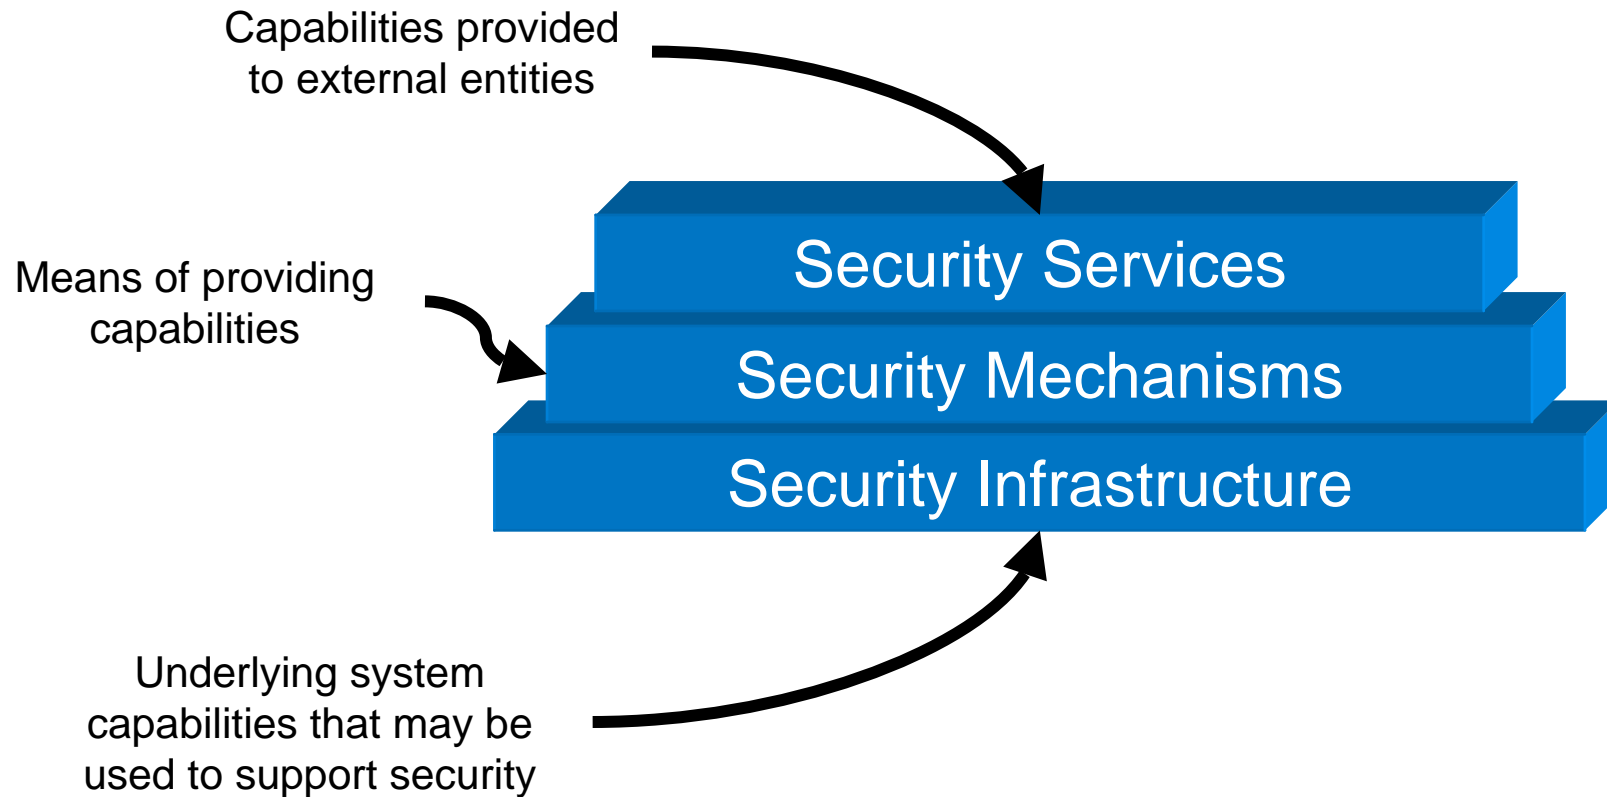 Capabilities provided
to external entities
Security Services
Means of providing
capabilities
Security Mechanisms
Security Infrastructure
Underlying system
capabilities that may be
used to support security